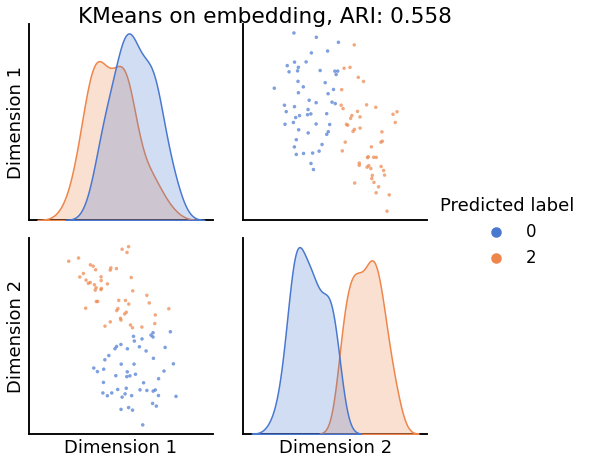 KMeans on embedding, ARI: 0.558
Dimension 1
Predicted label
0
2
Dimension 2
Dimension 1
Dimension 2